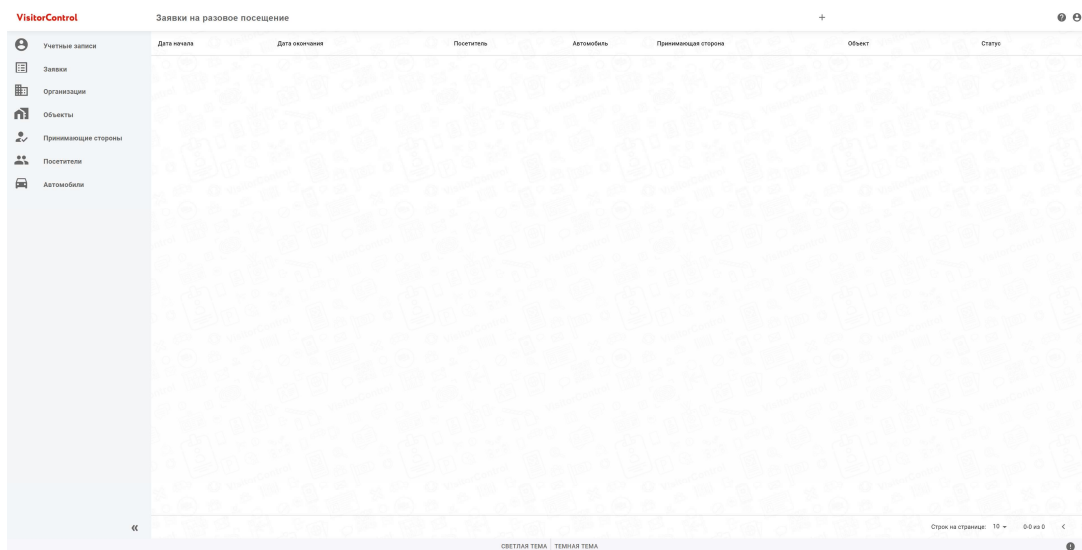 VisitorControl
Заявки на разовое посещение
+
Учетные записи
Заявки
Организации
Объекты
Принимающие стороны
Посетители
Автомобили
Дата начала Дата окончания Посетитель Автомобиль Принимающая сторона Объект Статус
Строк на странице: 10 0-0 из 0
СВЕТЛАЯ ТЕМА ТЕМНАЯ ТЕМА